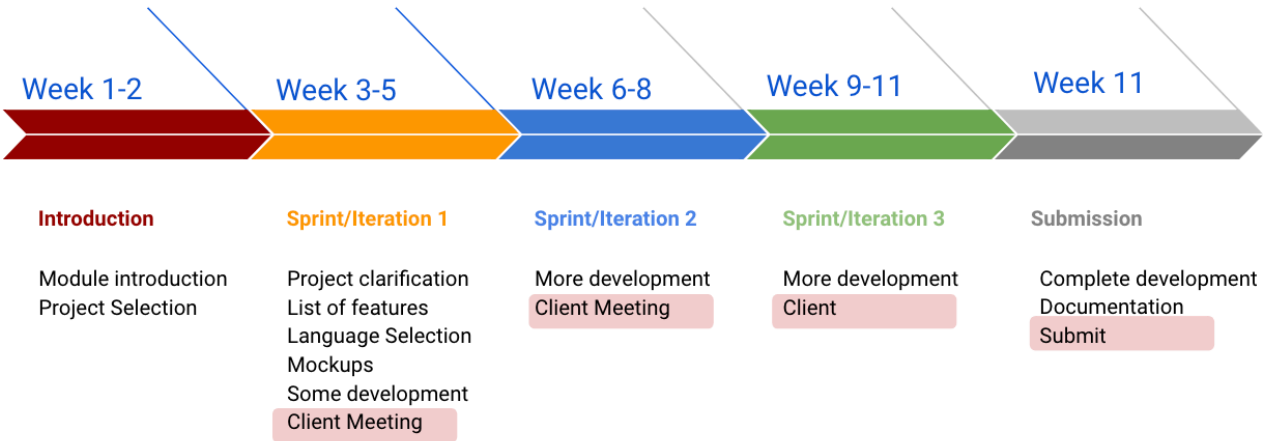 Week 1-2
Week 3-5
Week 6-8
Week 9-11
Week 11
Introduction
Module introduction
Project Selection
Sprint/Iteration 1
Project clarification
List of features
Language Selection
Mockups
Some development
Client Meeting
Sprint/Iteration 2
More development
Client Meeting
Sprint/Iteration 3
More development
Client
Submission
Complete development
Documentation
Submit